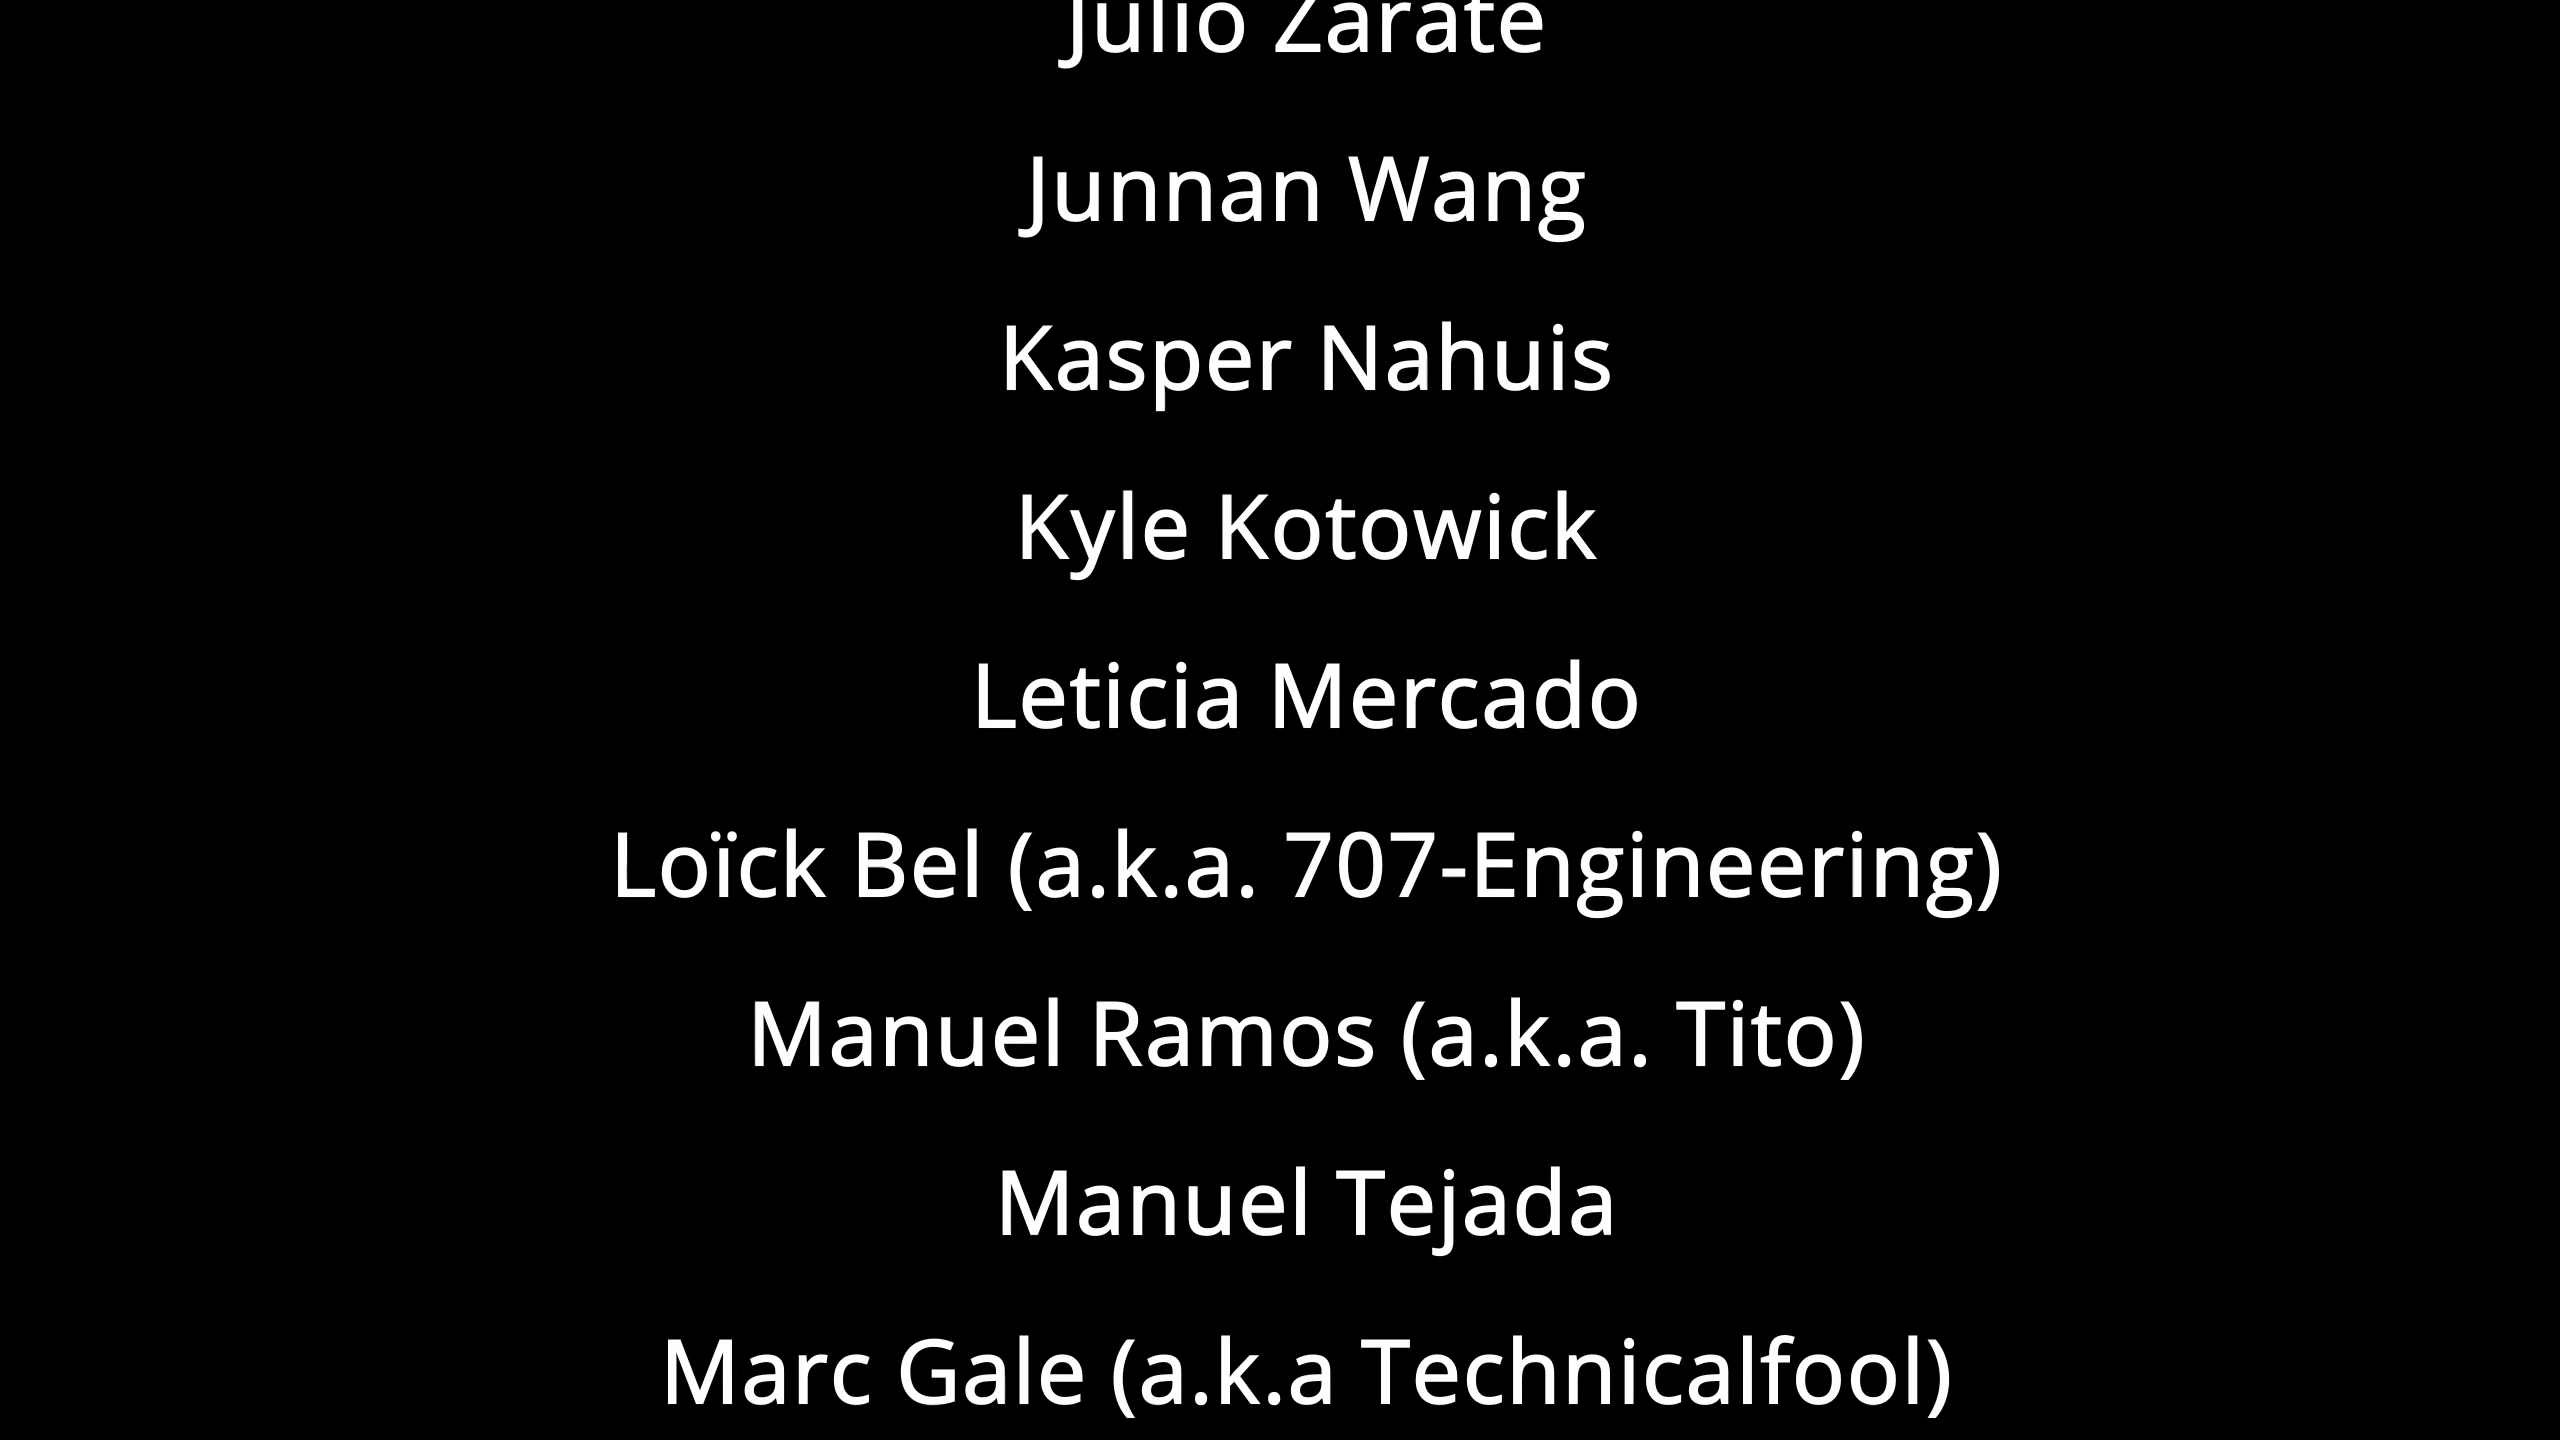 Julio Zarate
Junnan Wang
Kasper Nahuis
Kyle Kotowick
Leticia Mercado
Loïck Bel (a.k.a. 707-Engineering)
Manuel Ramos (a.k.a. Tito)
Manuel Tejada
Marc Gale (a.k.a Technicalfool)